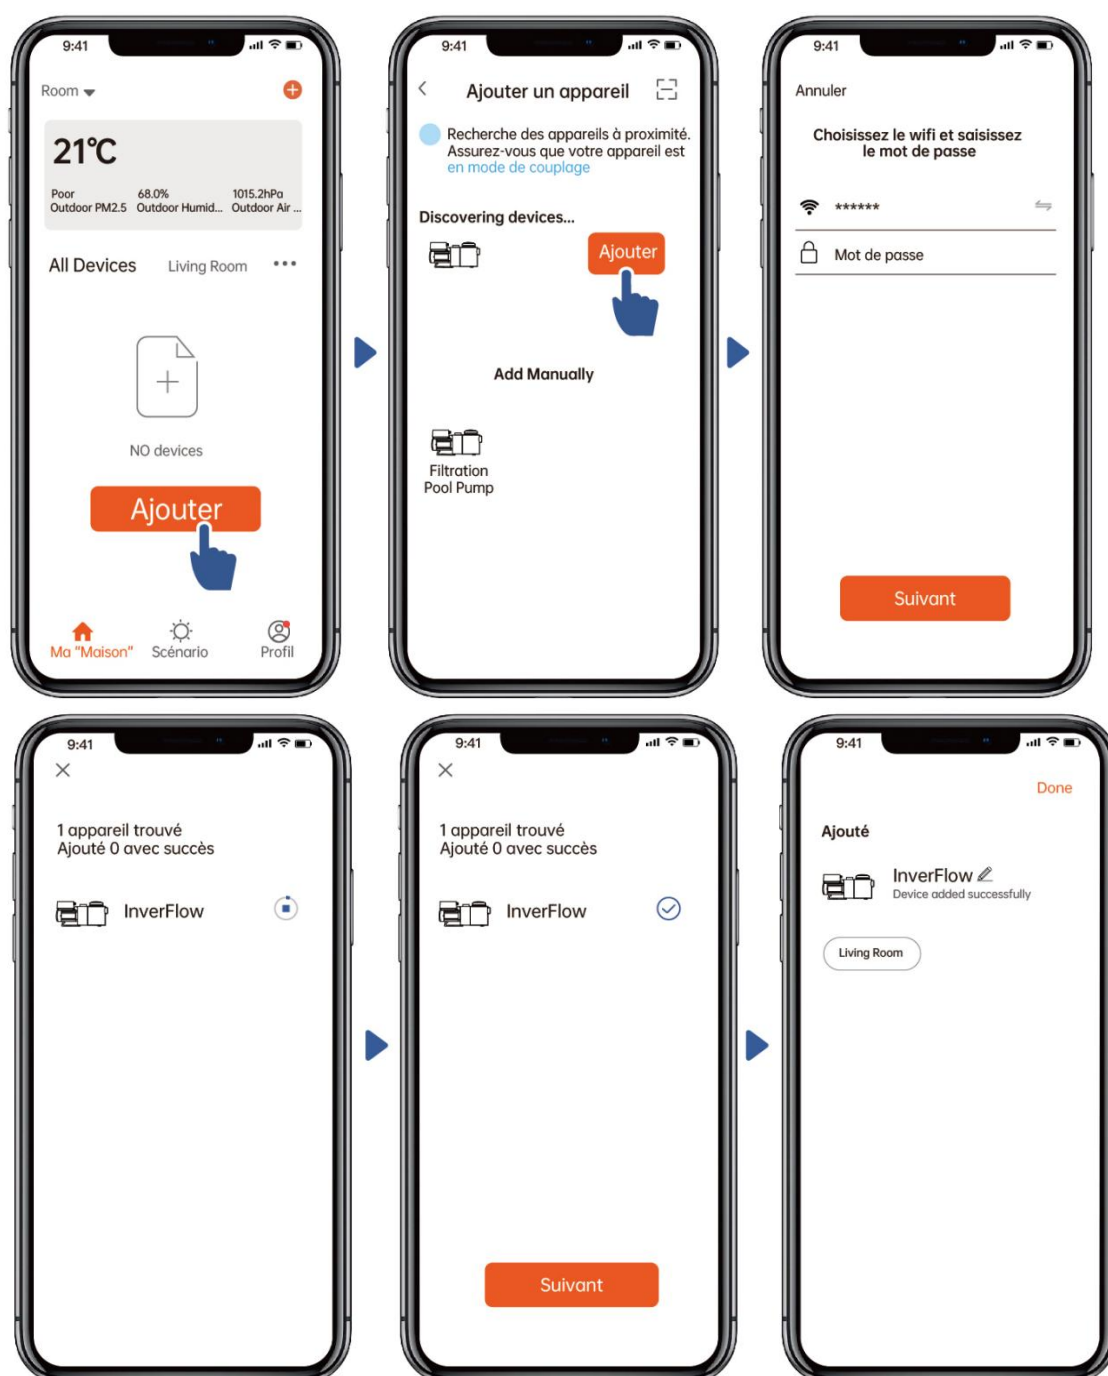 9:41
Room
21°C
Poor 68.0% 1015.2hPa
Outdoor PM2.5 Outdoor Humid... Outdoor Air ...
All Devices Living Room
NO devices
Ajouter
Ma "Maison" Scénario Profil
9:41
Ajouter un appareil
Recherche des appareils à proximité.
Assurez-vous que votre appareil est
en mode de couplage
Discovering devices...
Ajouter
Add Manually
Filtration
Pool Pump
9:41
Annuler
Choisissez le wifi et saisissez
le mot de passe
******
Mot de passe
Suivant
9:41
1 appareil trouvé
Ajouté 0 avec succès
InverFlow
9:41
1 appareil trouvé
Ajouté 0 avec succès
InverFlow
Suivant
9:41
Done
Ajouté
InverFlow
Device added successfully
Living Room